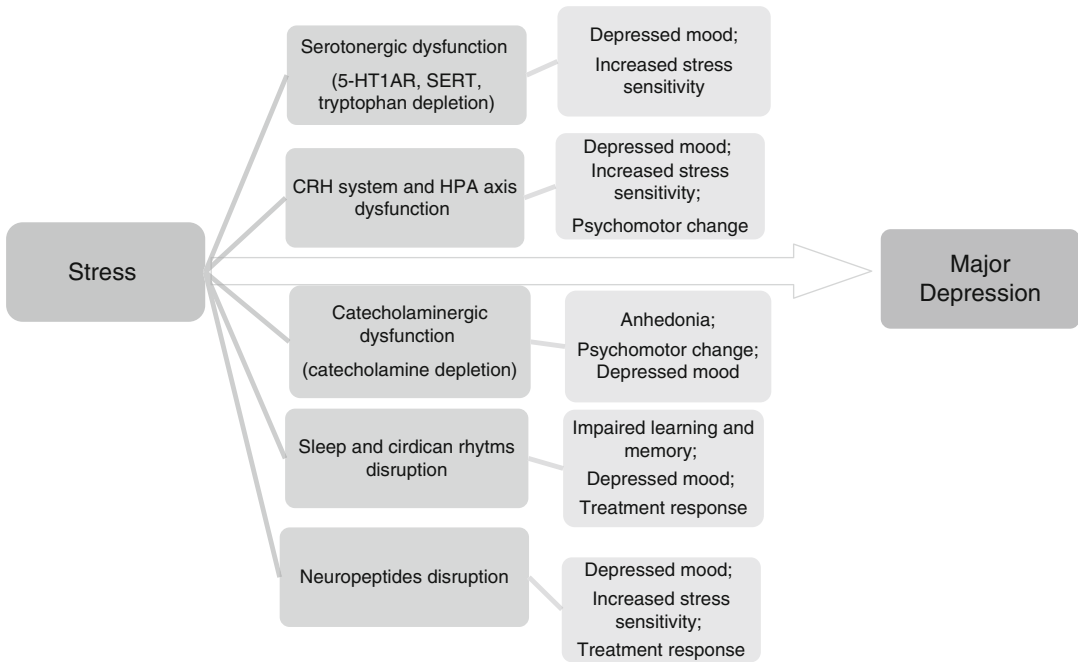 Stress
Serotonergic dysfunction
(5-HT1AR, SERT,
tryptophan depletion)
Depressed mood;
Increased stress
sensitivity
CRH system and HPA axis
dysfunction
Depressed mood;
Increased stress
sensitivity;
Psychomotor change
Catecholaminergic
dysfunction
(catecholamine depletion)
Anhedonia;
Psychomotor change;
Depressed mood
Sleep and cirdican rhytms
disruption
Impaired learning and
memory;
Depressed mood;
Treatment response
Neuropeptides disruption
Depressed mood;
Increased stress
sensitivity;
Treatment response
Major
Depression